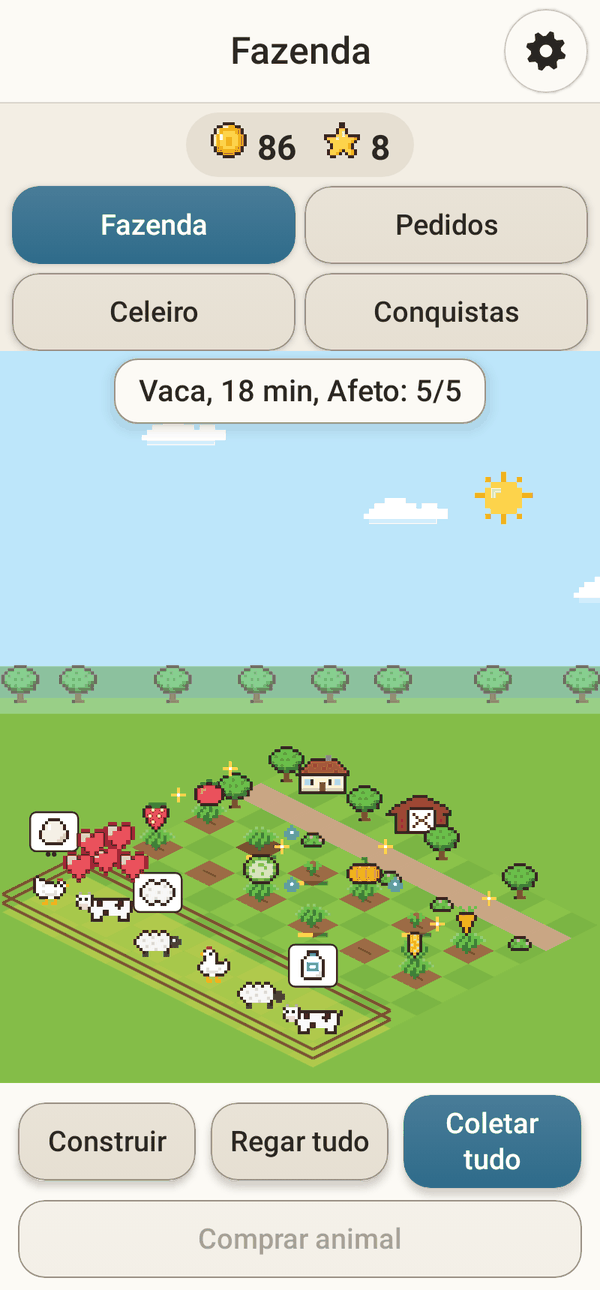 Fazenda
86 8
Fazenda
Pedidos
Celeiro
Conquistas
Vaca, 18 min, Afeto: 5/5
Construir
Regar tudo
Coletar
tudo
Comprar animal